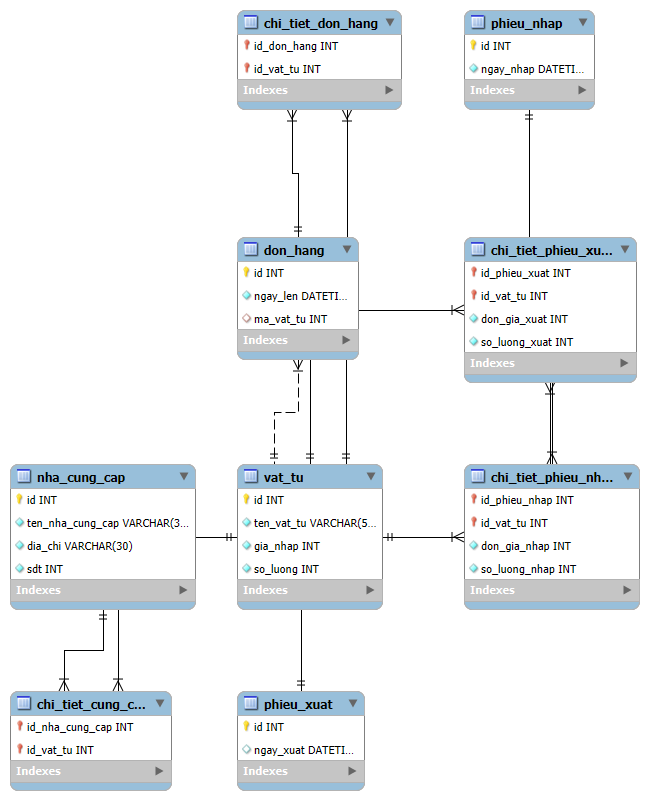 chi_tiet_don_hang
id_don_hang INT
id_vat_tu INT
Indexes
phieu_nhap
id INT
ngay_nhap DATETI...
Indexes
don_hang
id INT
ngay_len DATETI...
ma_vat_tu INT
Indexes
chi_tiet_phieu_xu...
id_phieu_xuat INT
id_vat_tu INT
don_gia_xuat INT
so_luong_xuat INT
Indexes
nha_cung_cap
id INT
ten_nha_cung_cap VARCHAR(3...
dia_chi VARCHAR(30)
sdt INT
Indexes
vat_tu
id INT
ten_vat_tu VARCHAR(5...
gia_nhap INT
so_luong INT
Indexes
chi_tiet_phieu_nh...
id_phieu_nhap INT
id_vat_tu INT
don_gia_nhap INT
so_luong_nhap INT
Indexes
chi_tiet_cung_c...
id_nha_cung_cap INT
id_vat_tu INT
Indexes
phieu_xuat
id INT
ngay_xuat DATETI...
Indexes